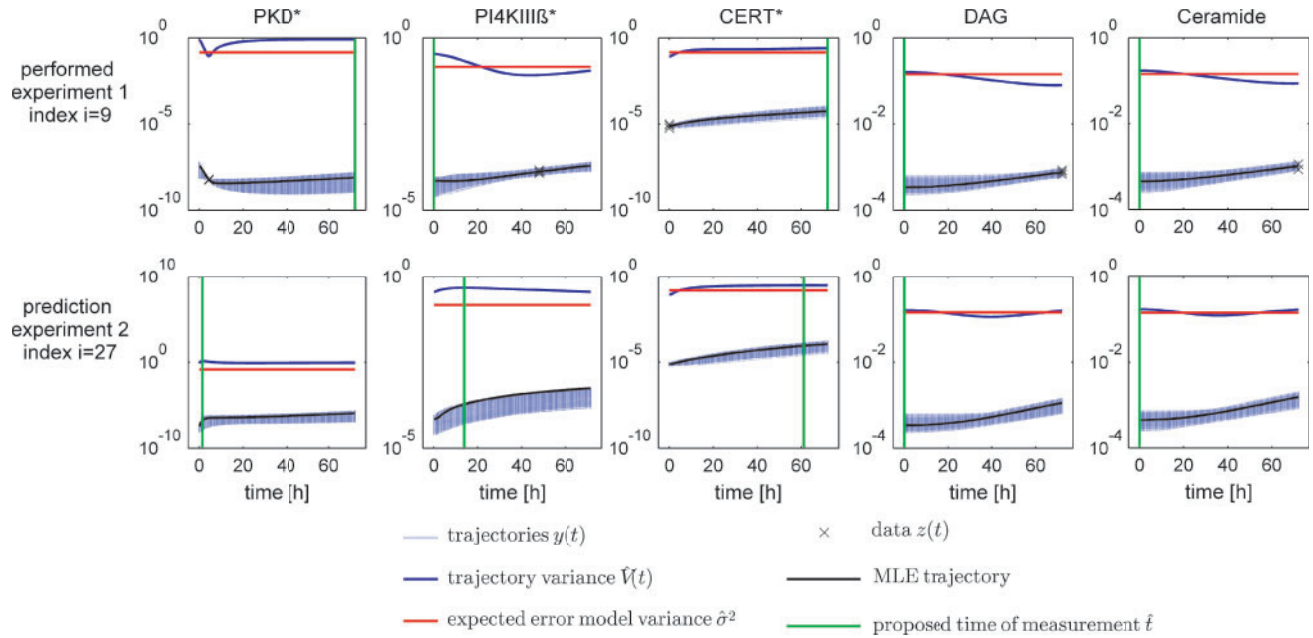 PKD* PI4KIIIß* CERT* DAG Ceramide
performed
experiment 1
index i=9
10^0 10^0 10^0 10^0 10^0
10^-5 10^-5 10^-2 10^-2
10^-10 10^-5 10^-10 10^-4 10^-4
0 20 40 60 0 20 40 60 0 20 40 60 0 20 40 60 0 20 40 60
prediction
experiment 2
index i=27
10^10 10^0 10^0 10^0 10^0
10^0 10^-5 10^-2 10^-2
10^-10 10^-5 10^-10 10^-4 10^-4
0 20 40 60 0 20 40 60 0 20 40 60 0 20 40 60 0 20 40 60
time [h] time [h] time [h] time [h] time [h]
trajectories y(t) × data z(t)
trajectory variance V̂(t) MLE trajectory
expected error model variance σ̂² proposed time of measurement t̂